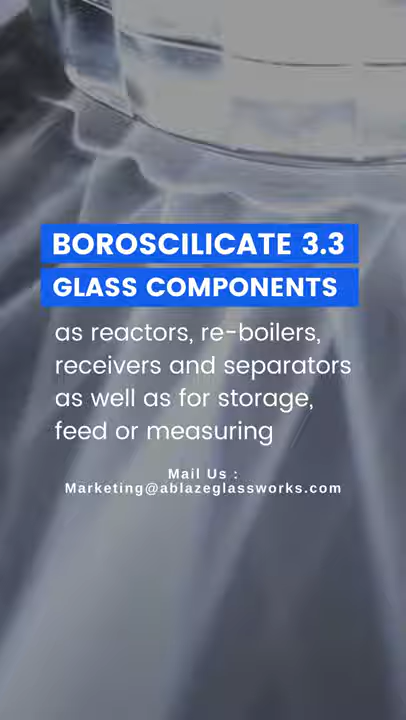 BOROSCILICATE 3.3
GLASS COMPONENTS
as reactors, re-boilers,
receivers and separators
as well as for storage,
feed or measuring
Mail Us :
Marketing@ablazeglassworks.com